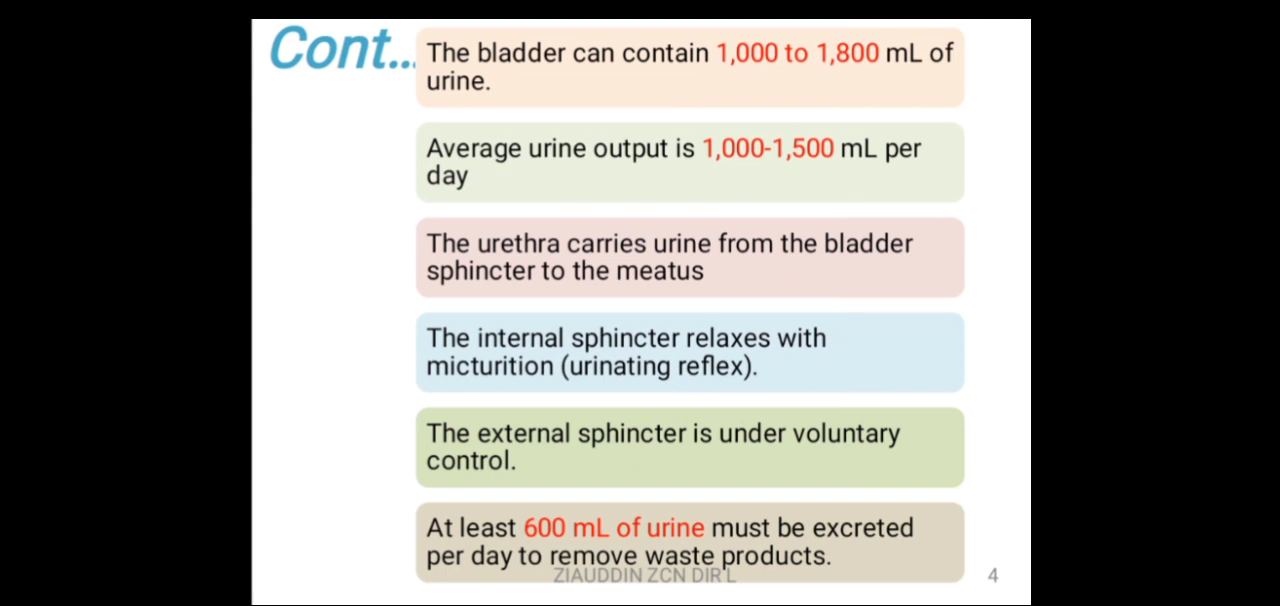 Cont...
The bladder can contain 1,000 to 1,800 mL of
urine.
Average urine output is 1,000-1,500 mL per
day
The urethra carries urine from the bladder
sphincter to the meatus
The internal sphincter relaxes with
micturition (urinating reflex).
The external sphincter is under voluntary
control.
At least 600 mL of urine must be excreted
per day to remove waste products.
ZIAUDDIN ZCN DIR L
4